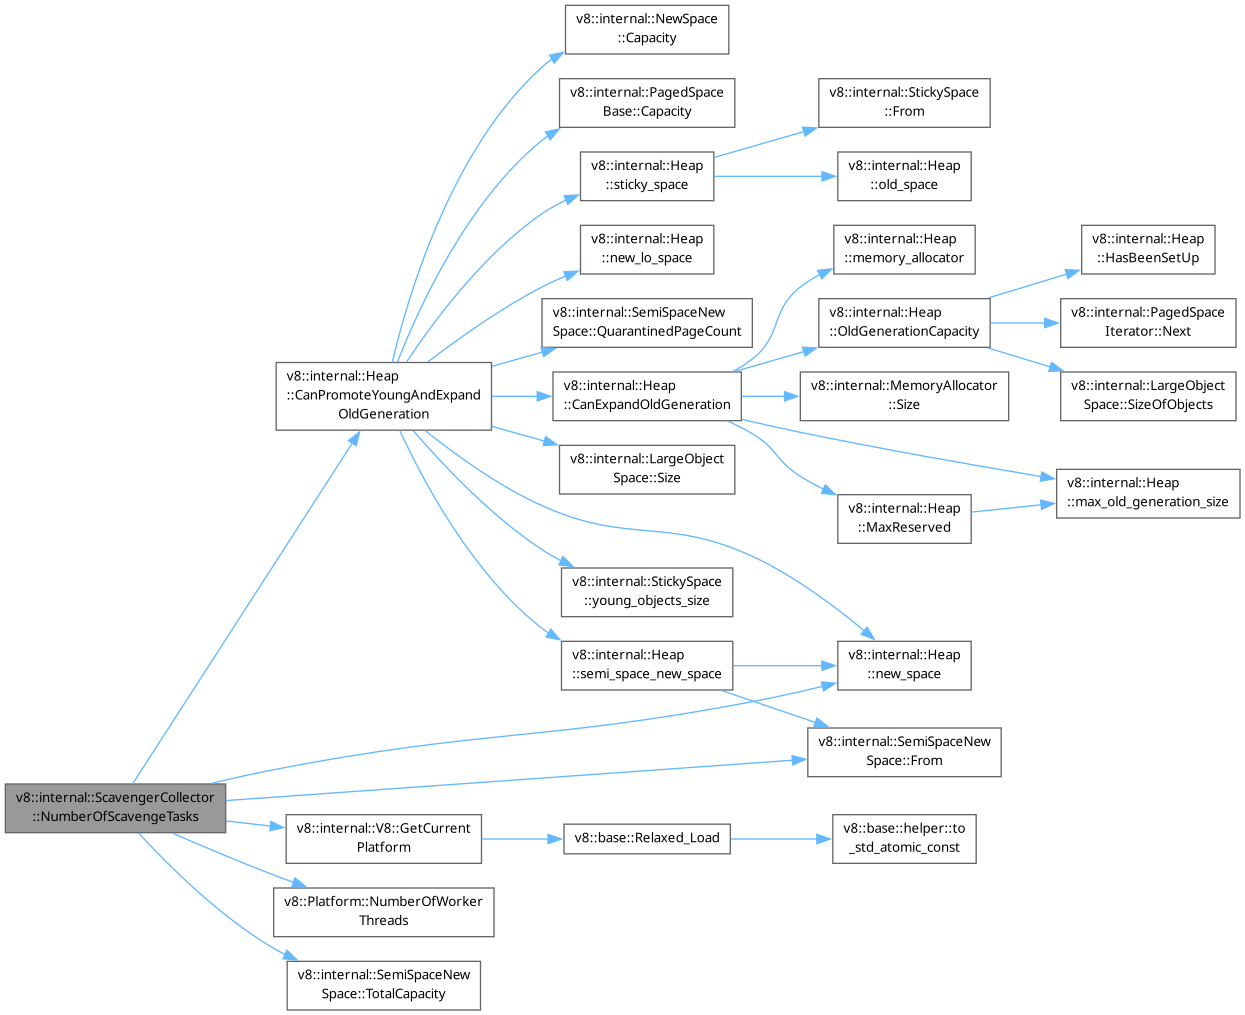 v8::internal::NewSpace
::Capacity
v8::internal::PagedSpace
Base::Capacity
v8::internal::StickySpace
::From
v8::internal::Heap
::sticky_space
v8::internal::Heap
::old_space
v8::internal::Heap
::new_lo_space
v8::internal::Heap
::memory_allocator
v8::internal::Heap
::HasBeenSetUp
v8::internal::SemiSpaceNew
Space::QuarantinedPageCount
v8::internal::Heap
::OldGenerationCapacity
v8::internal::PagedSpace
Iterator::Next
v8::internal::Heap
::CanPromoteYoungAndExpand
OldGeneration
v8::internal::Heap
::CanExpandOldGeneration
v8::internal::MemoryAllocator
::Size
v8::internal::LargeObject
Space::SizeOfObjects
v8::internal::LargeObject
Space::Size
v8::internal::Heap
::max_old_generation_size
v8::internal::Heap
::MaxReserved
v8::internal::StickySpace
::young_objects_size
v8::internal::Heap
::semi_space_new_space
v8::internal::Heap
::new_space
v8::internal::SemiSpaceNew
Space::From
v8::internal::ScavengerCollector
::NumberOfScavengeTasks
v8::internal::V8::GetCurrent
Platform
v8::base::Relaxed_Load
v8::base::helper::to
_std_atomic_const
v8::Platform::NumberOfWorker
Threads
v8::internal::SemiSpaceNew
Space::TotalCapacity